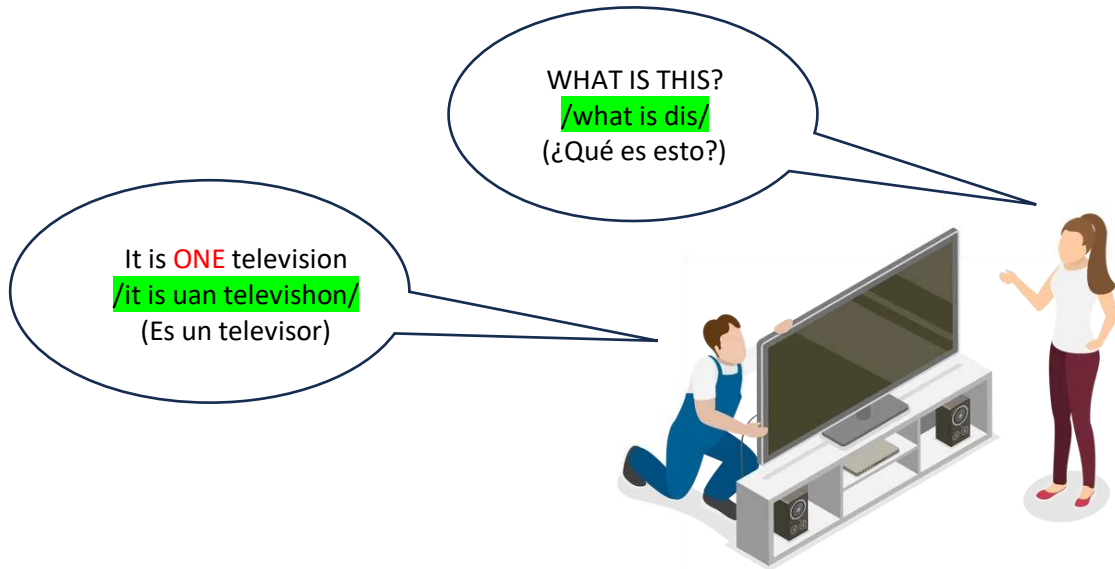 WHAT IS THIS?
/what is dis/
(¿Qué es esto?)
It is ONE television
/it is uan televishon/
(Es un televisor)